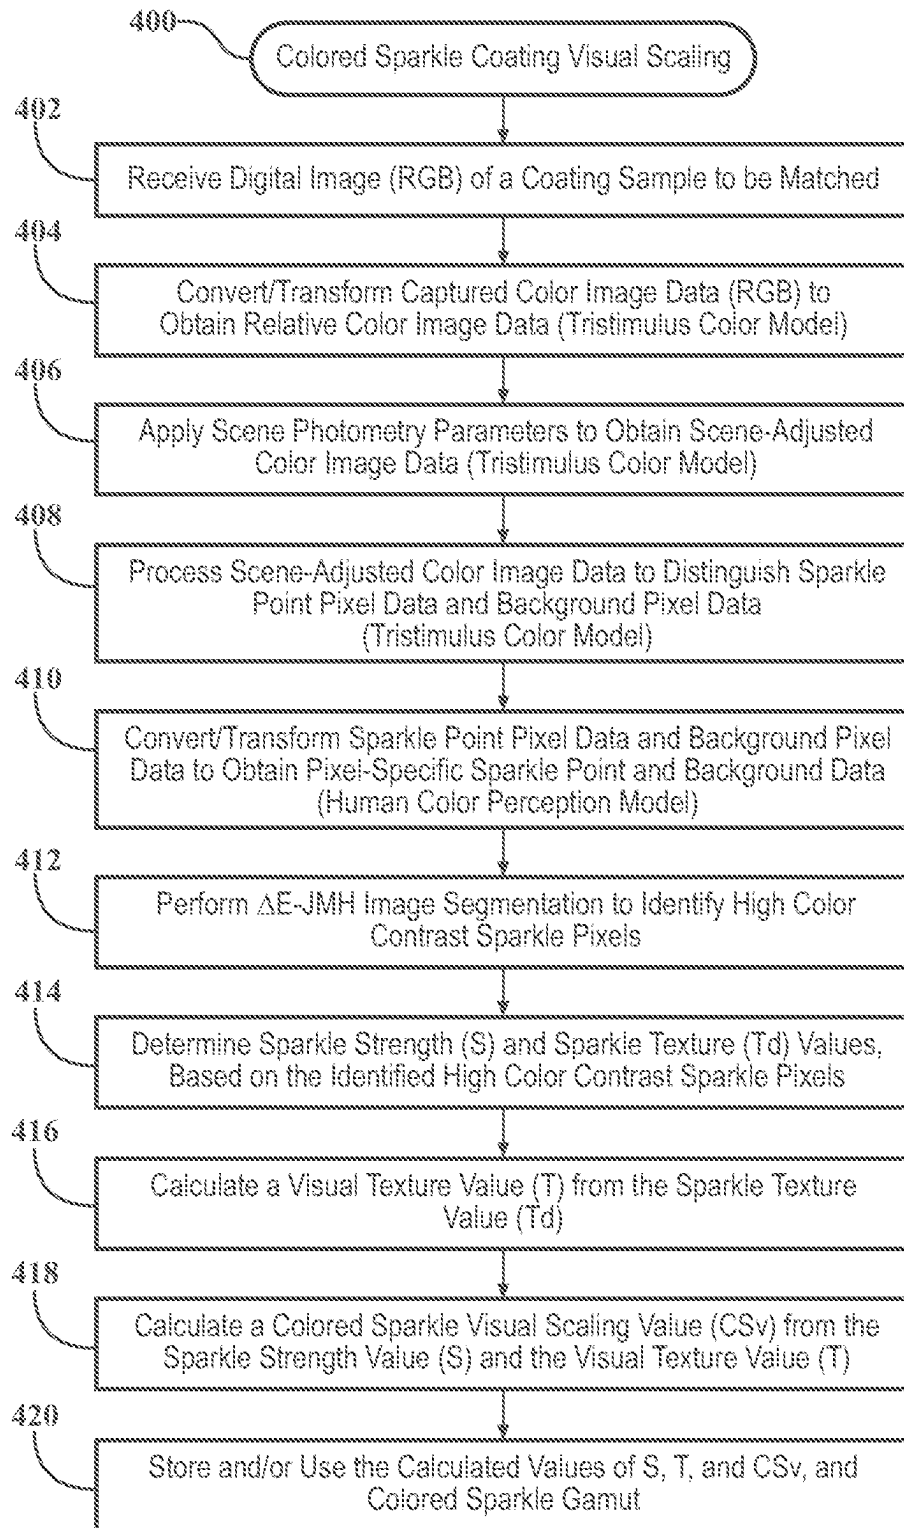 400
Colored Sparkle Coating Visual Scaling
402
Receive Digital Image (RGB) of a Coating Sample to be Matched
404
Convert/Transform Captured Color Image Data (RGB) to
Obtain Relative Color Image Data (Tristimulus Color Model)
406
Apply Scene Photometry Parameters to Obtain Scene-Adjusted
Color Image Data (Tristimulus Color Model)
408
Process Scene-Adjusted Color Image Data to Distinguish Sparkle
Point Pixel Data and Background Pixel Data
(Tristimulus Color Model)
410
Convert/Transform Sparkle Point Pixel Data and Background Pixel
Data to Obtain Pixel-Specific Sparkle Point and Background Data
(Human Color Perception Model)
412
Perform ΔE-JMH Image Segmentation to Identify High Color
Contrast Sparkle Pixels
414
Determine Sparkle Strength (S) and Sparkle Texture (Td) Values,
Based on the Identified High Color Contrast Sparkle Pixels
416
Calculate a Visual Texture Value (T) from the Sparkle Texture
Value (Td)
418
Calculate a Colored Sparkle Visual Scaling Value (CSv) from the
Sparkle Strength Value (S) and the Visual Texture Value (T)
420
Store and/or Use the Calculated Values of S, T, and CSv, and
Colored Sparkle Gamut